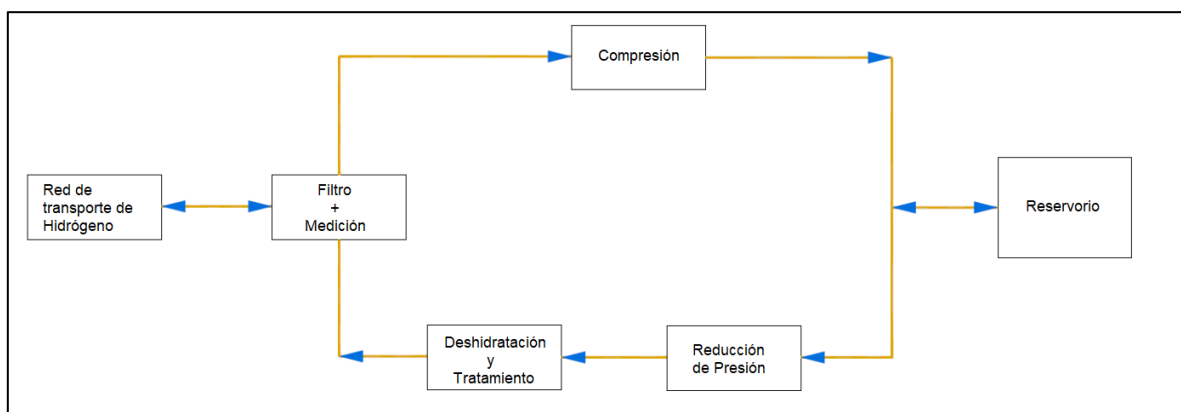 Compresión
Red de
transporte de
Hidrógeno
Filtro
+
Medición
Reservorio
Deshidratación
y
Tratamiento
Reducción
de Presión